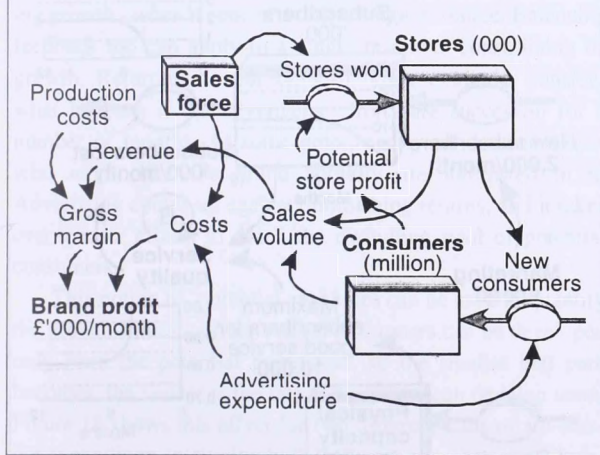 Stores (000)
Stores won
Sales
force
Production
costs
Revenue
Potential
store profit
Gross
margin
Costs
Sales
volume
Consumers
(million)
New
consumers
Brand profit
£'000/month
Advertising
expenditure